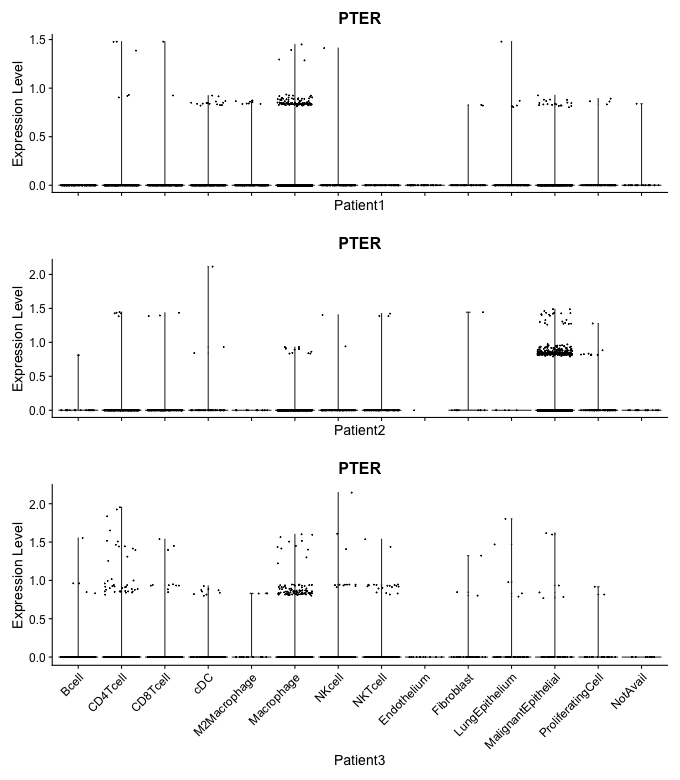 PTER
Expression Level
1.5
1.0
0.5
0.0
Patient1
PTER
Expression Level
2.0
1.5
1.0
0.5
0.0
Patient2
PTER
Expression Level
2.0
1.5
1.0
0.5
0.0
Bcell
CD4Tcell
CD8Tcell
cDC
M2Macrophage
Macrophage
NKcell
NKTcell
Endothelium
Fibroblast
LungEpithelium
MalignantEpithelial
ProliferatingCell
NotAvail
Patient3